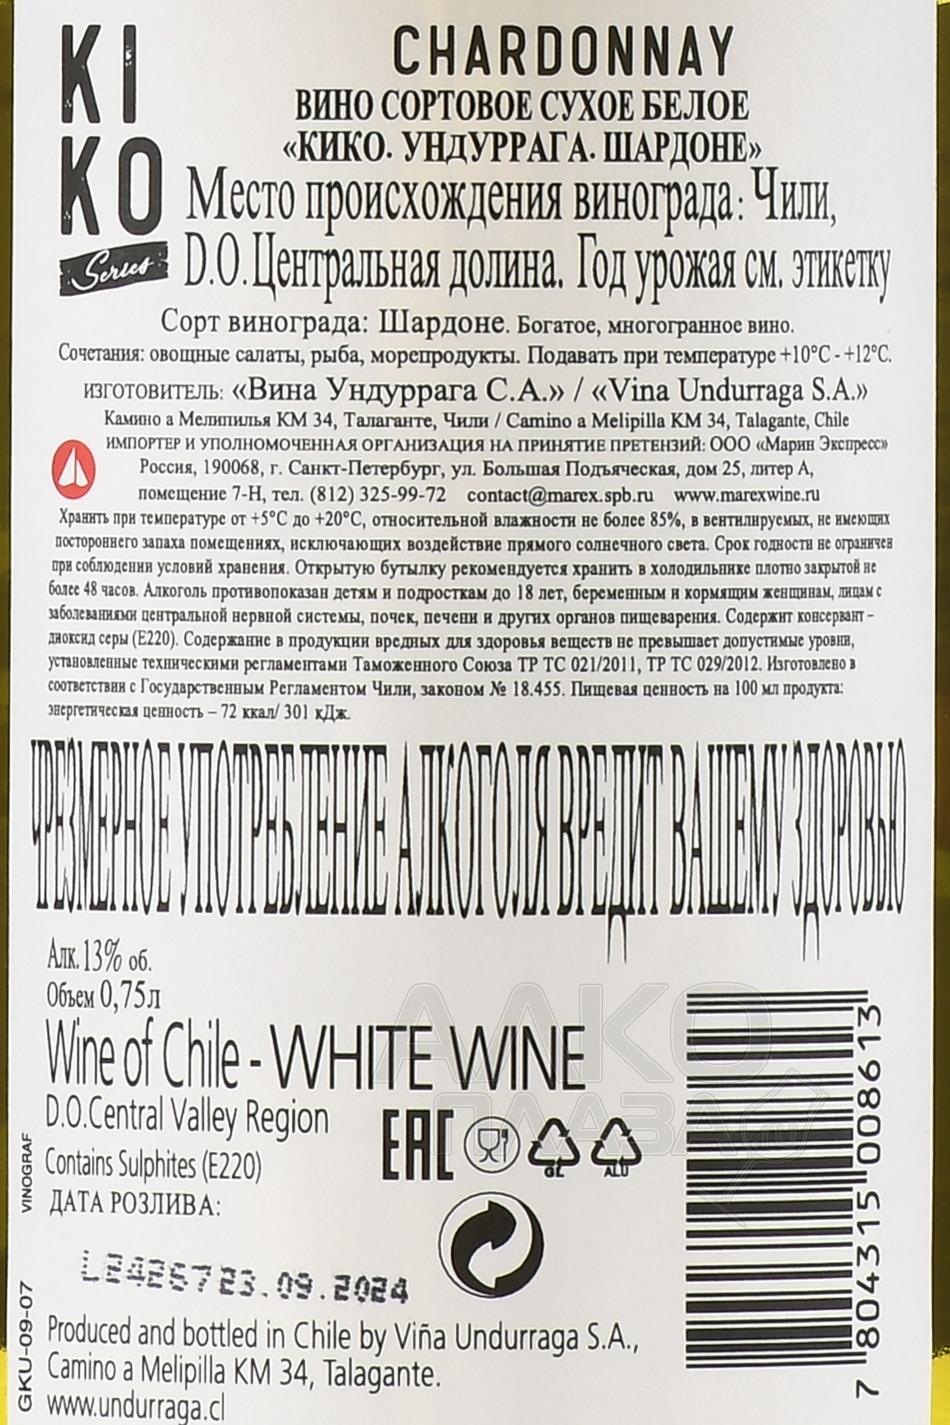 KI
KO
Series
CHARDONNAY
ВИНО СОРТОВОЕ СУХОЕ БЕЛОЕ
«КИКО. УНДУРРАГА. ШАРДОНЕ»
Место происхождения винограда: Чили,
D.O.Центральная долина. Год урожая см. этикетку
Сорт винограда: Шардоне. Богатое, многогранное вино.
Сочетания: овощные салаты, рыба, морепродукты. Подавать при температуре +10°С - +12°С.
ИЗГОТОВИТЕЛЬ: «Вина Ундуррага С.А.» / «Vina Undurraga S.A.»
Камино а Мелипилья КМ 34, Талаганте, Чили / Camino a Melipilla KM 34, Talagante, Chile
ИМПОРТЕР И УПОЛНОМОЧЕННАЯ ОРГАНИЗАЦИЯ НА ПРИНЯТИЕ ПРЕТЕНЗИЙ: ООО «Марин Экспресс»
Россия, 190068, г. Санкт-Петербург, ул. Большая Подъяческая, дом 25, литер А,
помещение 7-Н, тел. (812) 325-99-72 contact@marex.spb.ru www.marexwine.ru
Хранить при температуре от +5°С до +20°С, относительной влажности не более 85%, в вентилируемых, не имеющих
постороннего запаха помещениях, исключающих воздействие прямого солнечного света. Срок годности не ограничен
при соблюдении условий хранения. Открытую бутылку рекомендуется хранить в холодильнике плотно закрытой не
более 48 часов. Алкоголь противопоказан детям и подросткам до 18 лет, беременным и кормящим женщинам, лицам с
заболеваниями центральной нервной системы, почек, печени и других органов пищеварения. Содержит консервант –
диоксид серы (Е220). Содержание в продукции вредных для здоровья веществ не превышает допустимые уровни,
установленные техническими регламентами Таможенного Союза ТР ТС 021/2011, ТР ТС 029/2012. Изготовлено в
соответствии с Государственным Регламентом Чили, законом № 18.455. Пищевая ценность на 100 мл продукта:
энергетическая ценность – 72 ккал/ 301 кДж.
ЧРЕЗМЕРНОЕ УПОТРЕБЛЕНИЕ АЛКОГОЛЯ ВРЕДИТ ВАШЕМУ ЗДОРОВЬЮ
Алк. 13% об.
Объем 0,75л
Wine of Chile - WHITE WINE
D.O.Central Valley Region
Contains Sulphites (E220)
ДАТА РОЗЛИВА:
EAC
GL
ALU
L2426723.09.2024
Produced and bottled in Chile by Viña Undurraga S.A.,
Camino a Melipilla KM 34, Talagante.
www.undurraga.cl
VINOGRAF
GKU-09-07
7 804315 008613
АЛКО
ПЛАЗА
.ru